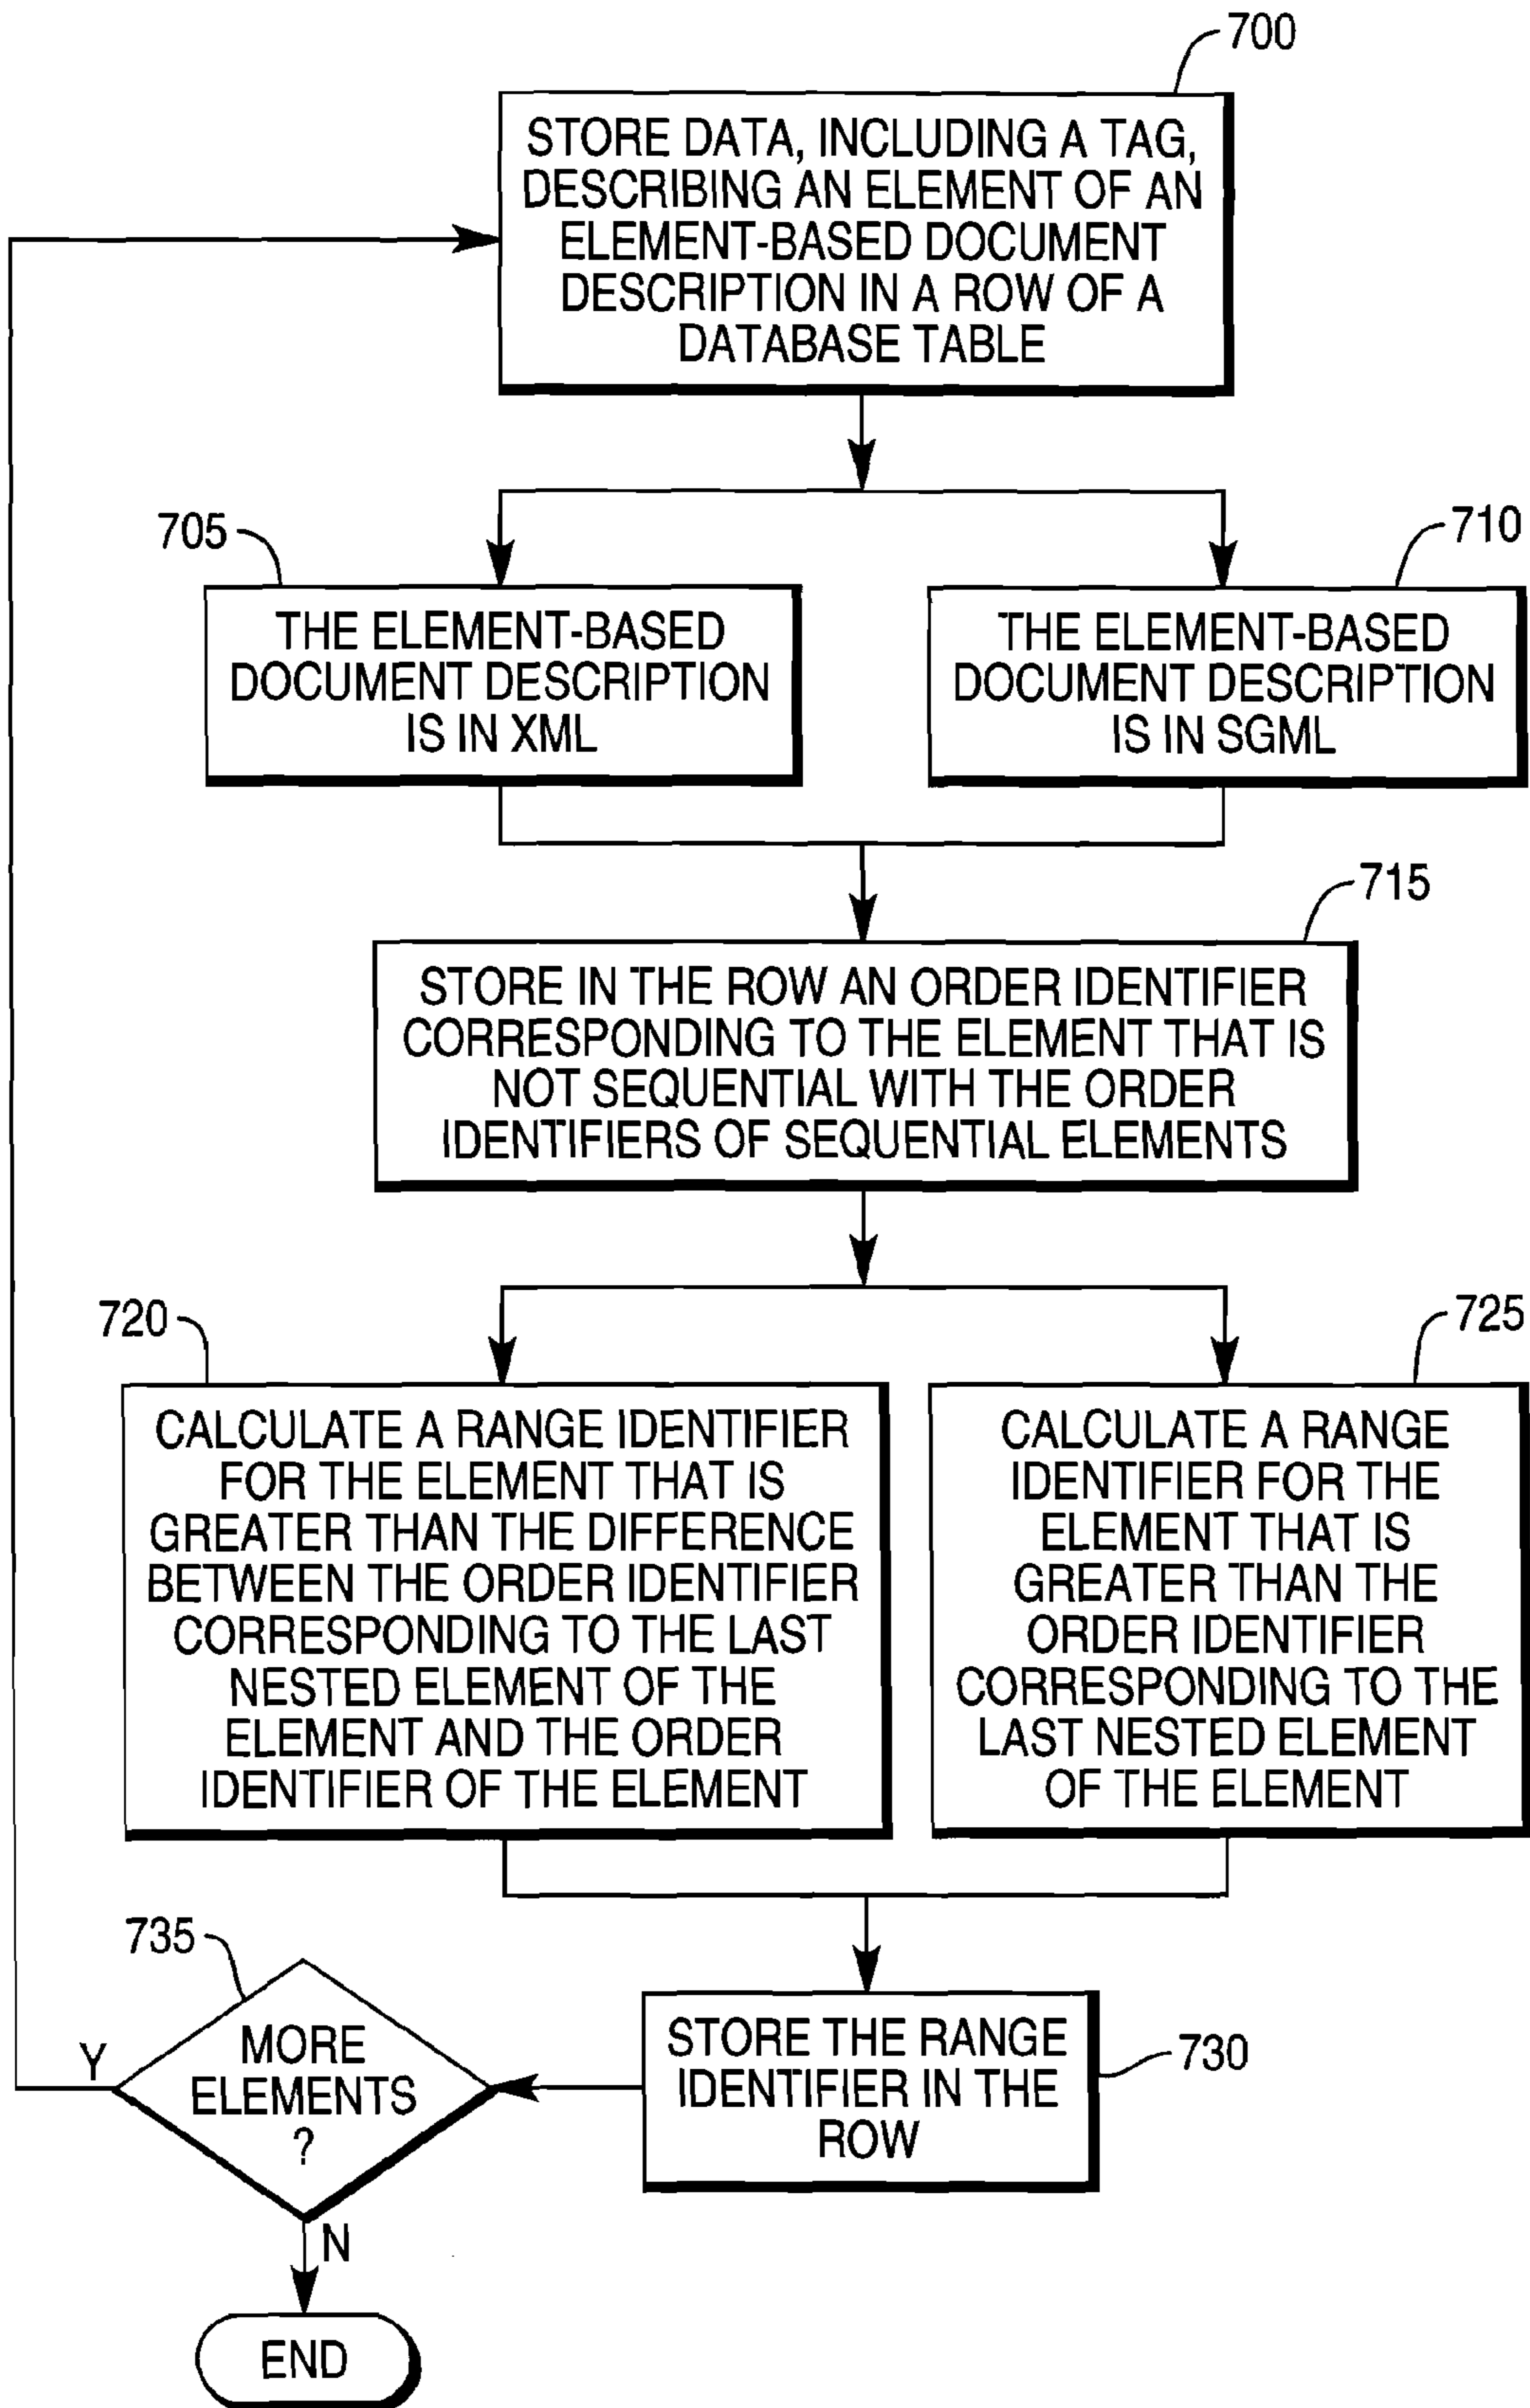 700
STORE DATA, INCLUDING A TAG,
DESCRIBING AN ELEMENT OF AN
ELEMENT-BASED DOCUMENT
DESCRIPTION IN A ROW OF A
DATABASE TABLE
705
THE ELEMENT-BASED
DOCUMENT DESCRIPTION
IS IN XML
710
THE ELEMENT-BASED
DOCUMENT DESCRIPTION
IS IN SGML
715
STORE IN THE ROW AN ORDER IDENTIFIER
CORRESPONDING TO THE ELEMENT THAT IS
NOT SEQUENTIAL WITH THE ORDER
IDENTIFIERS OF SEQUENTIAL ELEMENTS
720
CALCULATE A RANGE IDENTIFIER
FOR THE ELEMENT THAT IS
GREATER THAN THE DIFFERENCE
BETWEEN THE ORDER IDENTIFIER
CORRESPONDING TO THE LAST
NESTED ELEMENT OF THE
ELEMENT AND THE ORDER
IDENTIFIER OF THE ELEMENT
725
CALCULATE A RANGE
IDENTIFIER FOR THE
ELEMENT THAT IS
GREATER THAN THE
ORDER IDENTIFIER
CORRESPONDING TO THE
LAST NESTED ELEMENT
OF THE ELEMENT
730
STORE THE RANGE
IDENTIFIER IN THE
ROW
735
MORE
ELEMENTS
?
Y
N
END